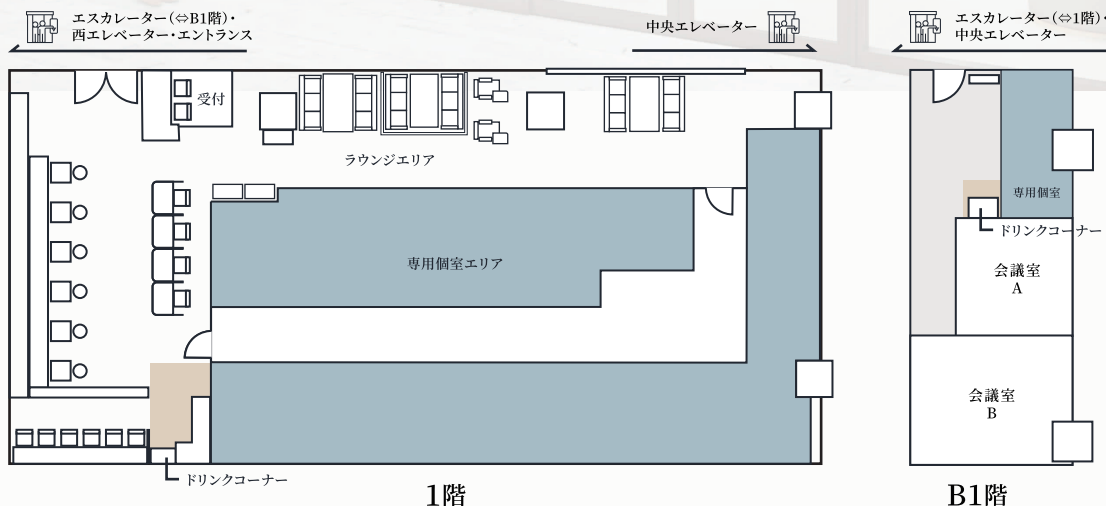 エスカレーター(⇔B1階)・
西エレベーター・エントランス
中央エレベーター
受付
ラウンジエリア
専用個室エリア
ドリンクコーナー
1階
エスカレーター(⇔1階)・
中央エレベーター
専用個室
ドリンクコーナー
会議室
A
会議室
B
B1階